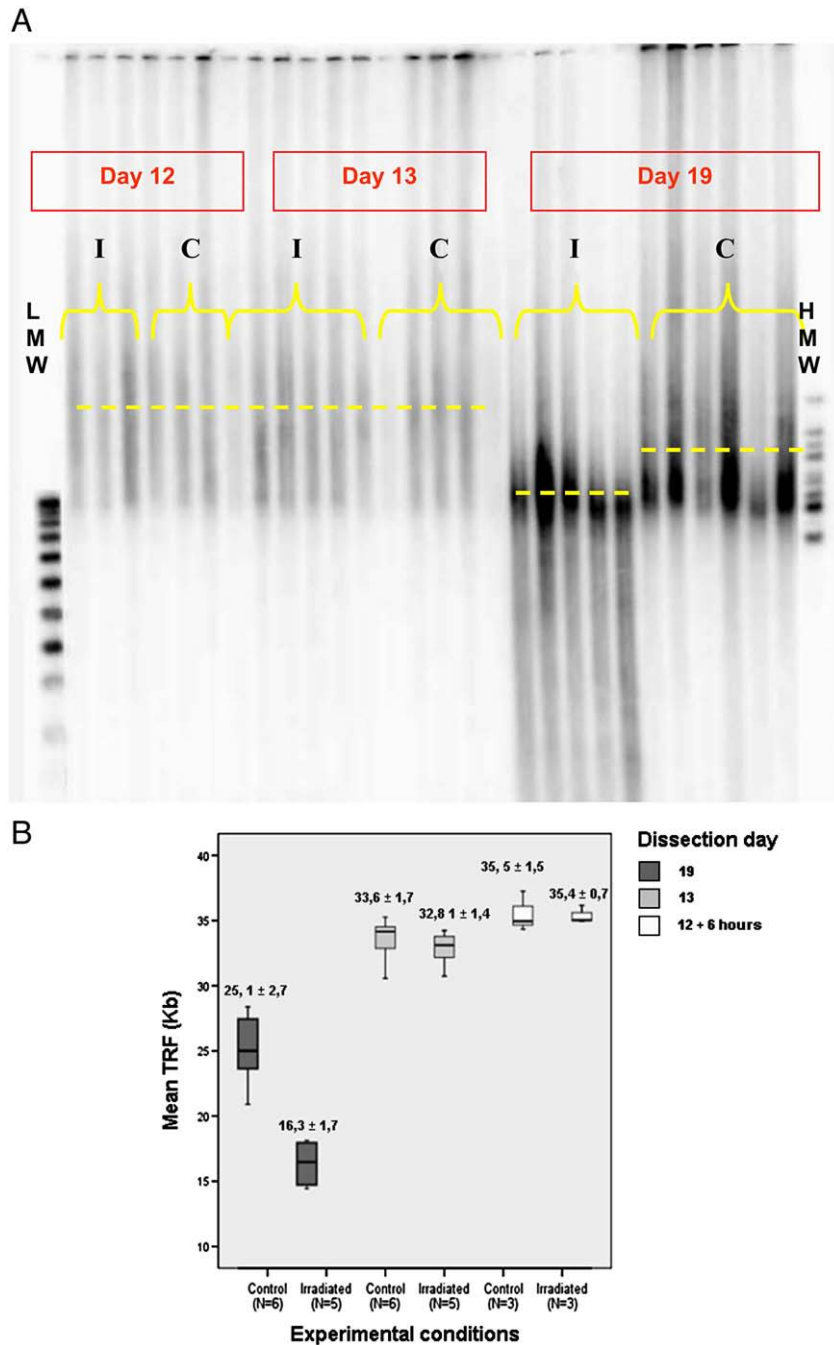 A
Day 12 Day 13 Day 19
I C I C I C
L
M
W
H
M
W
B
Dissection day
19
13
12 + 6 hours
35, 5 ± 1,5
35,4 ± 0,7
33,6 ± 1,7
32,8 1 ± 1,4
25, 1 ± 2,7
16,3 ± 1,7
40
35
30
25
20
15
10
Mean TRF (Kb)
Control Irradiated Control Irradiated Control Irradiated
(N=6) (N=5) (N=6) (N=5) (N=3) (N=3)
Experimental conditions